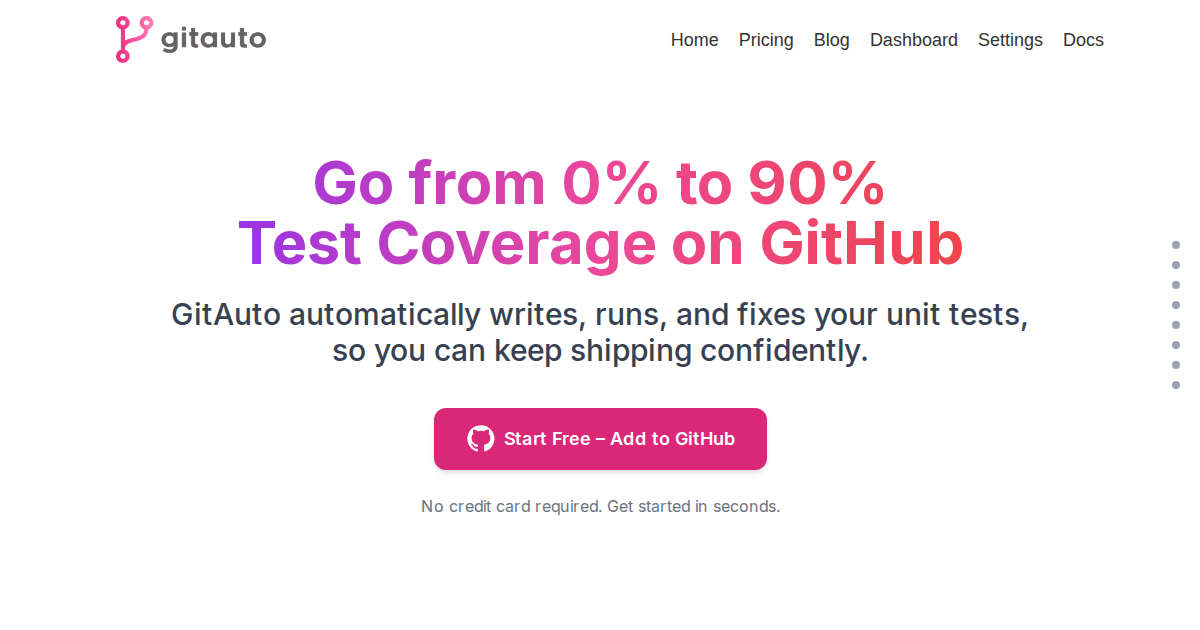 gitauto
Home Pricing Blog Dashboard Settings Docs
Go from 0% to 90%
Test Coverage on GitHub
GitAuto automatically writes, runs, and fixes your unit tests,
so you can keep shipping confidently.
Start Free – Add to GitHub
No credit card required. Get started in seconds.